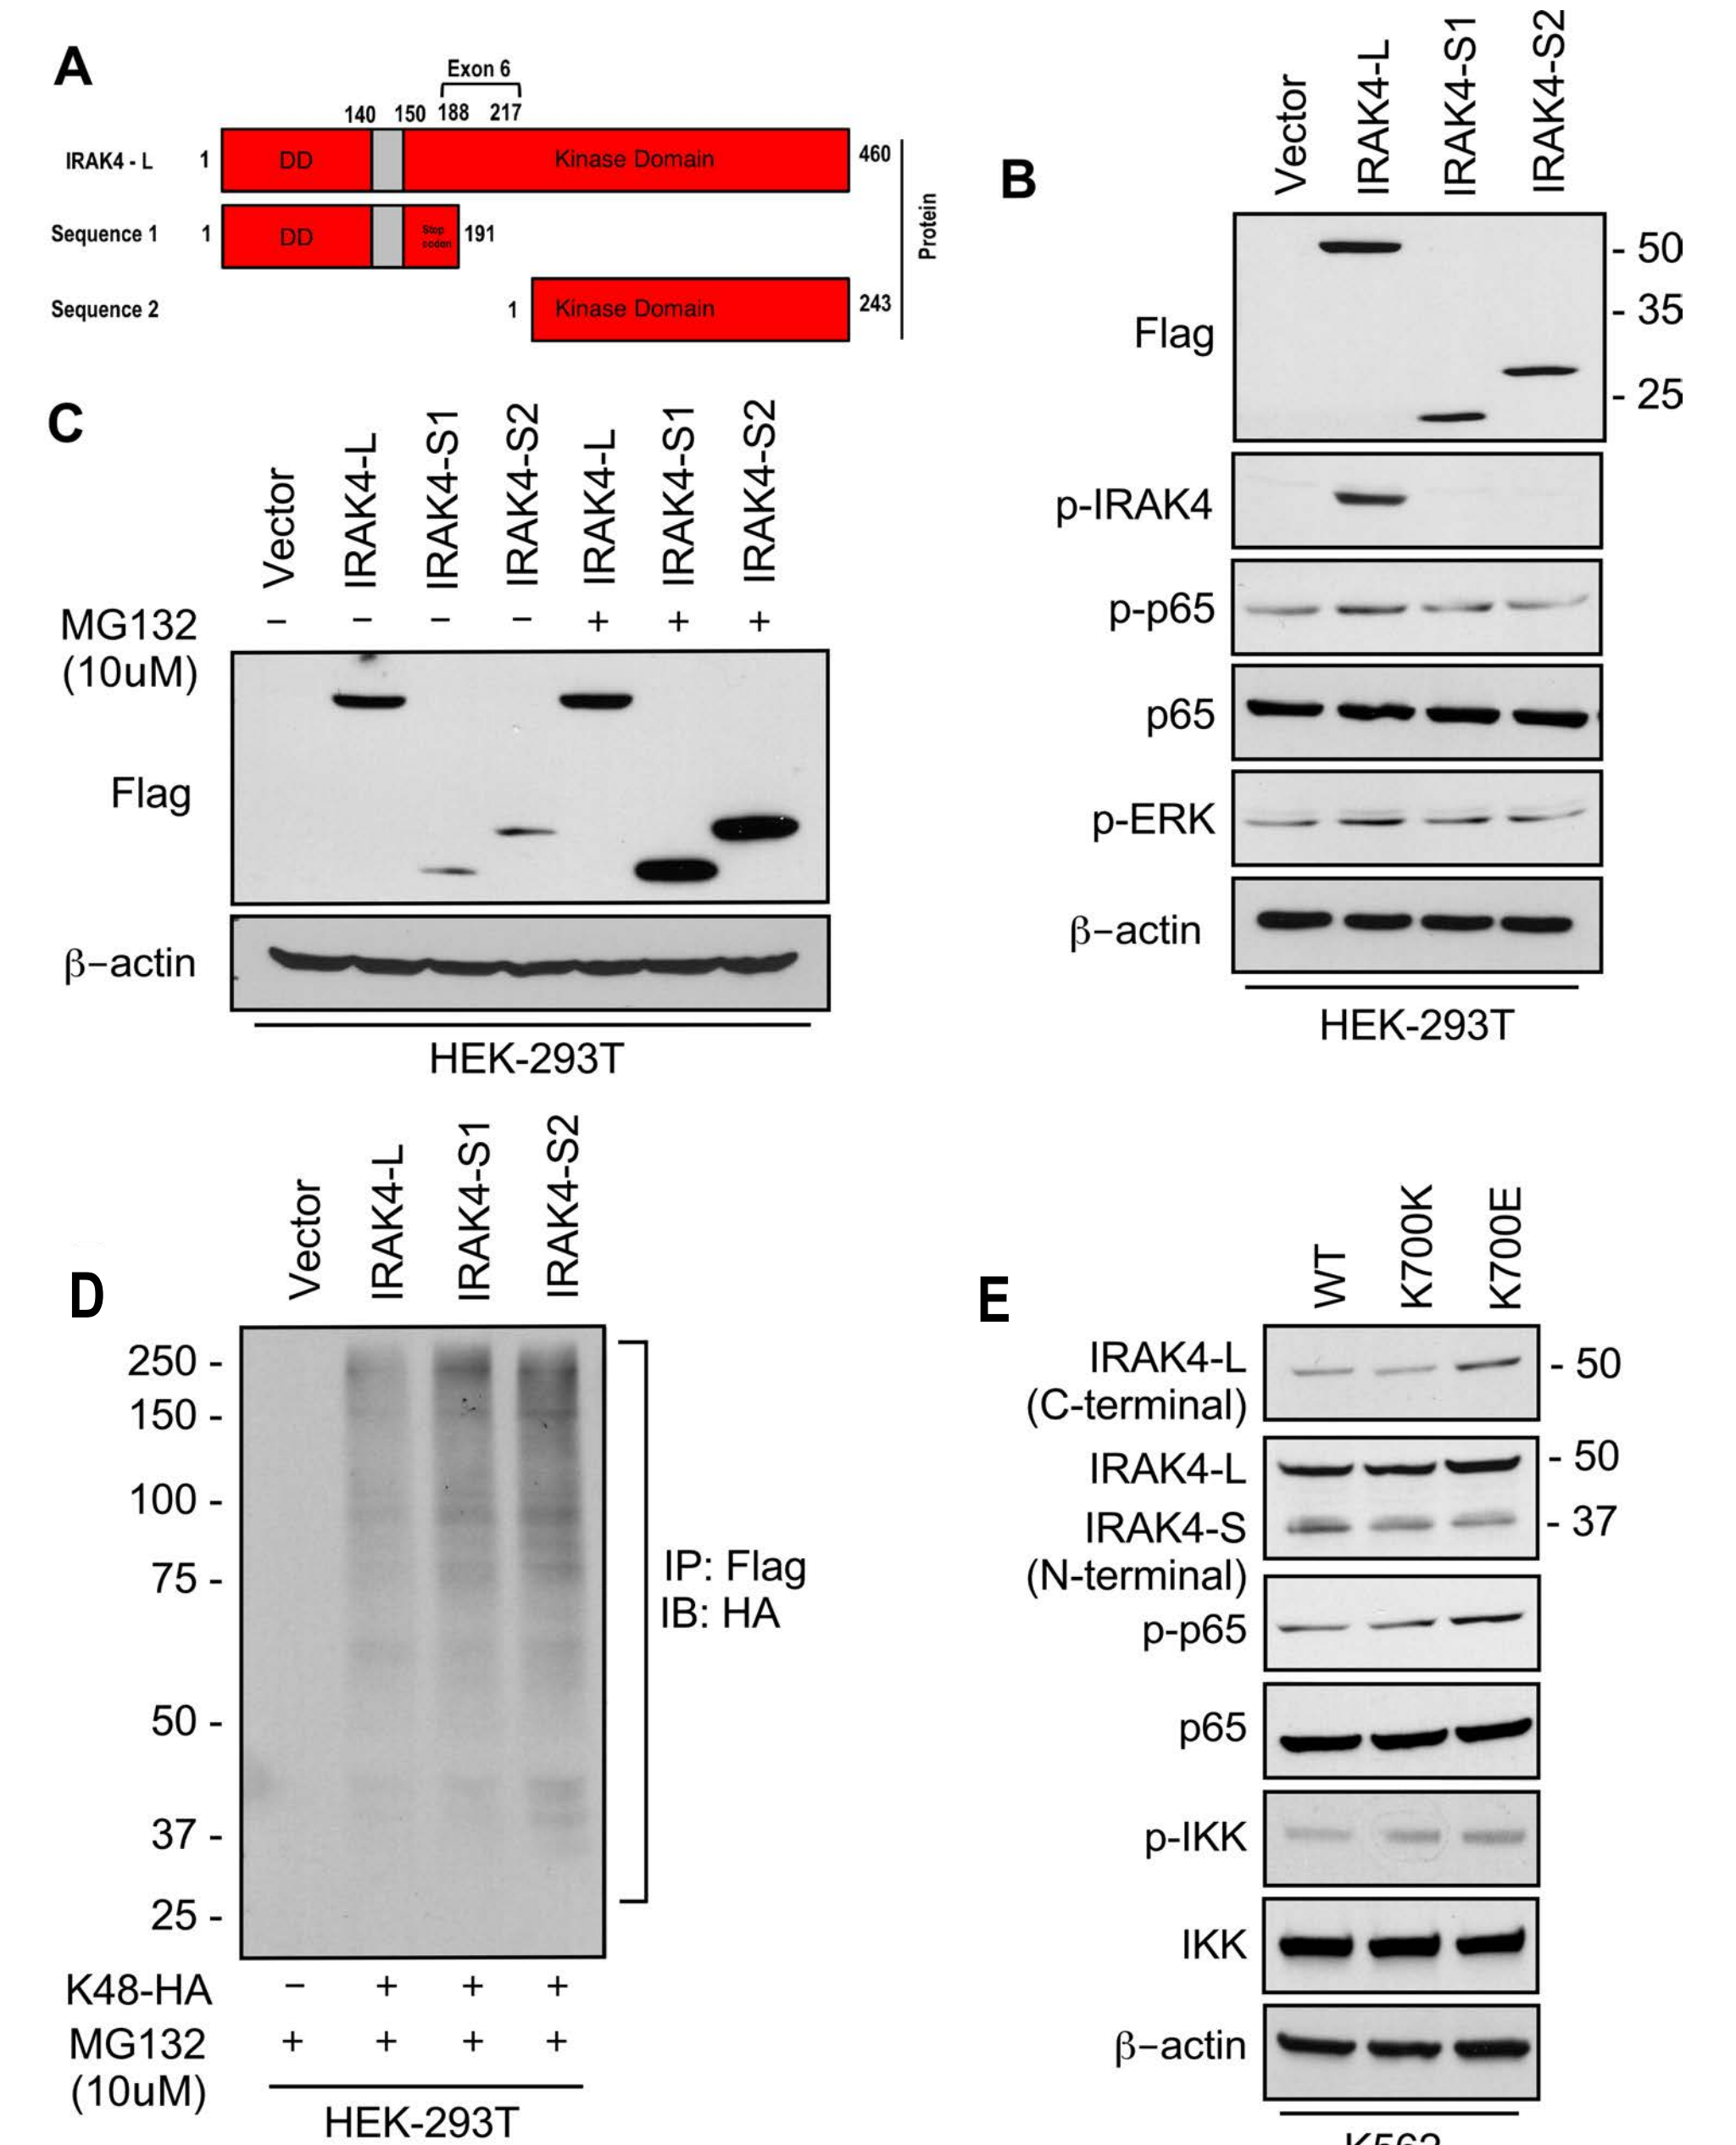 A
Exon 6
140 150 188 217
IRAK4 - L 1 DD Kinase Domain 460
Sequence 1 1 DD Stop codon 191
Sequence 2 1 Kinase Domain 243
Protein
B
Vector
IRAK4-L
IRAK4-S1
IRAK4-S2
Flag
- 50
- 35
- 25
p-IRAK4
p-p65
p65
p-ERK
β−actin
HEK-293T
C
Vector
IRAK4-L
IRAK4-S1
IRAK4-S2
IRAK4-L
IRAK4-S1
IRAK4-S2
MG132 − − − − + + +
(10uM)
Flag
β−actin
HEK-293T
D
Vector
IRAK4-L
IRAK4-S1
IRAK4-S2
250 -
150 -
100 -
75 -
50 -
37 -
25 -
IP: Flag
IB: HA
K48-HA − + + +
MG132 + + + +
(10uM)
HEK-293T
E
WT
K700K
K700E
IRAK4-L - 50
(C-terminal)
IRAK4-L - 50
IRAK4-S - 37
(N-terminal)
p-p65
p65
p-IKK
IKK
β−actin
K562